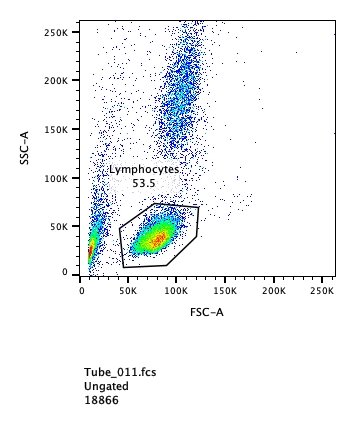 250K
200K
150K
100K
50K
0
SSC-A
Lymphocytes
53.5
0 50K 100K 150K 200K 250K
FSC-A
Tube_011.fcs
Ungated
18866